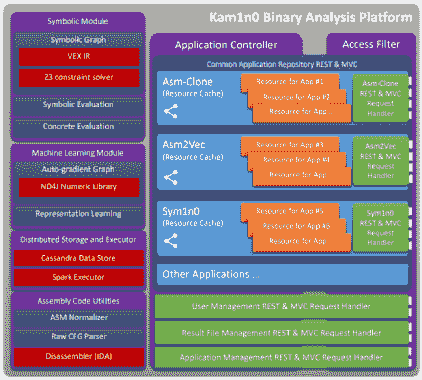 Kam1n0 Binary Analysis Platform
Symbolic Module
Symbolic Graph
VEX IR
23 constraint solver
Symbolic Evaluation
Concrete Evaluation
Machine Learning Module
Auto-gradient Graph
ND4J Numeric Library
Representation Learning
Distributed Storage and Executor
Cassandra Data Store
Spark Executor
Assembly Code Utilities
ASM Normalizer
Raw CFG Parser
Disassembler (IDA)
Application Controller
Access Filter
Common Application Repository REST & MVC
Asm-Clone
(Resource Cache)
Resource for App #1
Resource for App #2
Resource for App
Asm-Clone
REST & MVC
Request
Handler
Asm2Vec
(Resource Cache)
Resource for App #3
Resource for App #4
Resource for App
Asm2Vec
REST & MVC
Request
Handler
Sym1n0
(Resource Cache)
Resource for App #5
Resource for App #6
Resource for App
Sym1n0
REST & MVC
Request
Handler
Other Applications ...
User Management REST & MVC Request Handler
Result File Management REST & MVC Request Handler
Application Management REST & MVC Request Handler